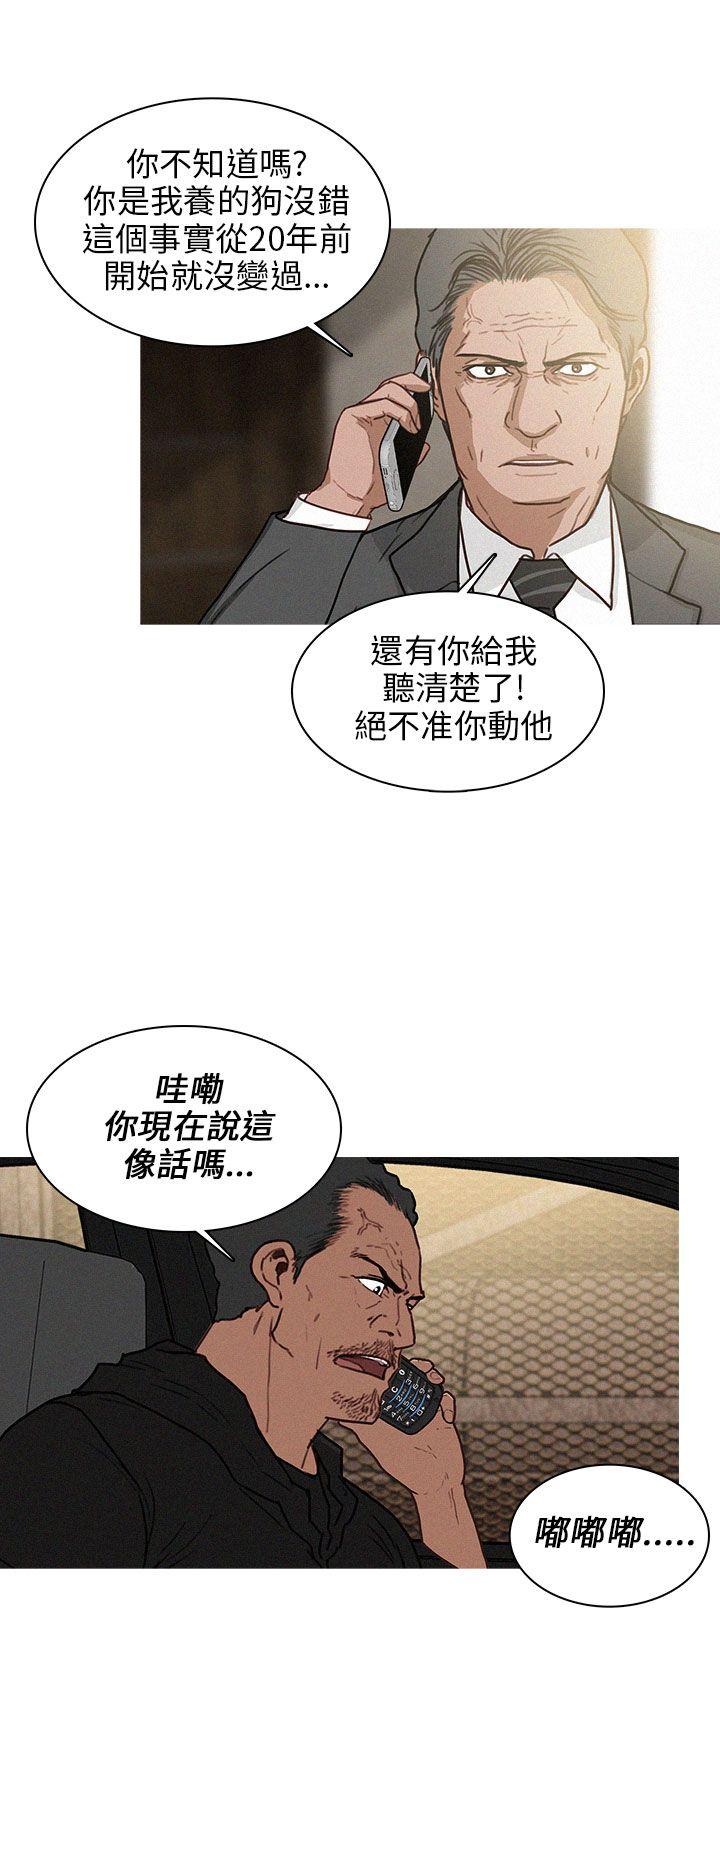 你不知道嗎?
你是我養的狗沒錯
這個事實從20年前
開始就沒變過...
還有你給我
聽清楚了!
絕不准你動他
哇嘞
你現在說這
像話嗎...
嘟嘟嘟.....